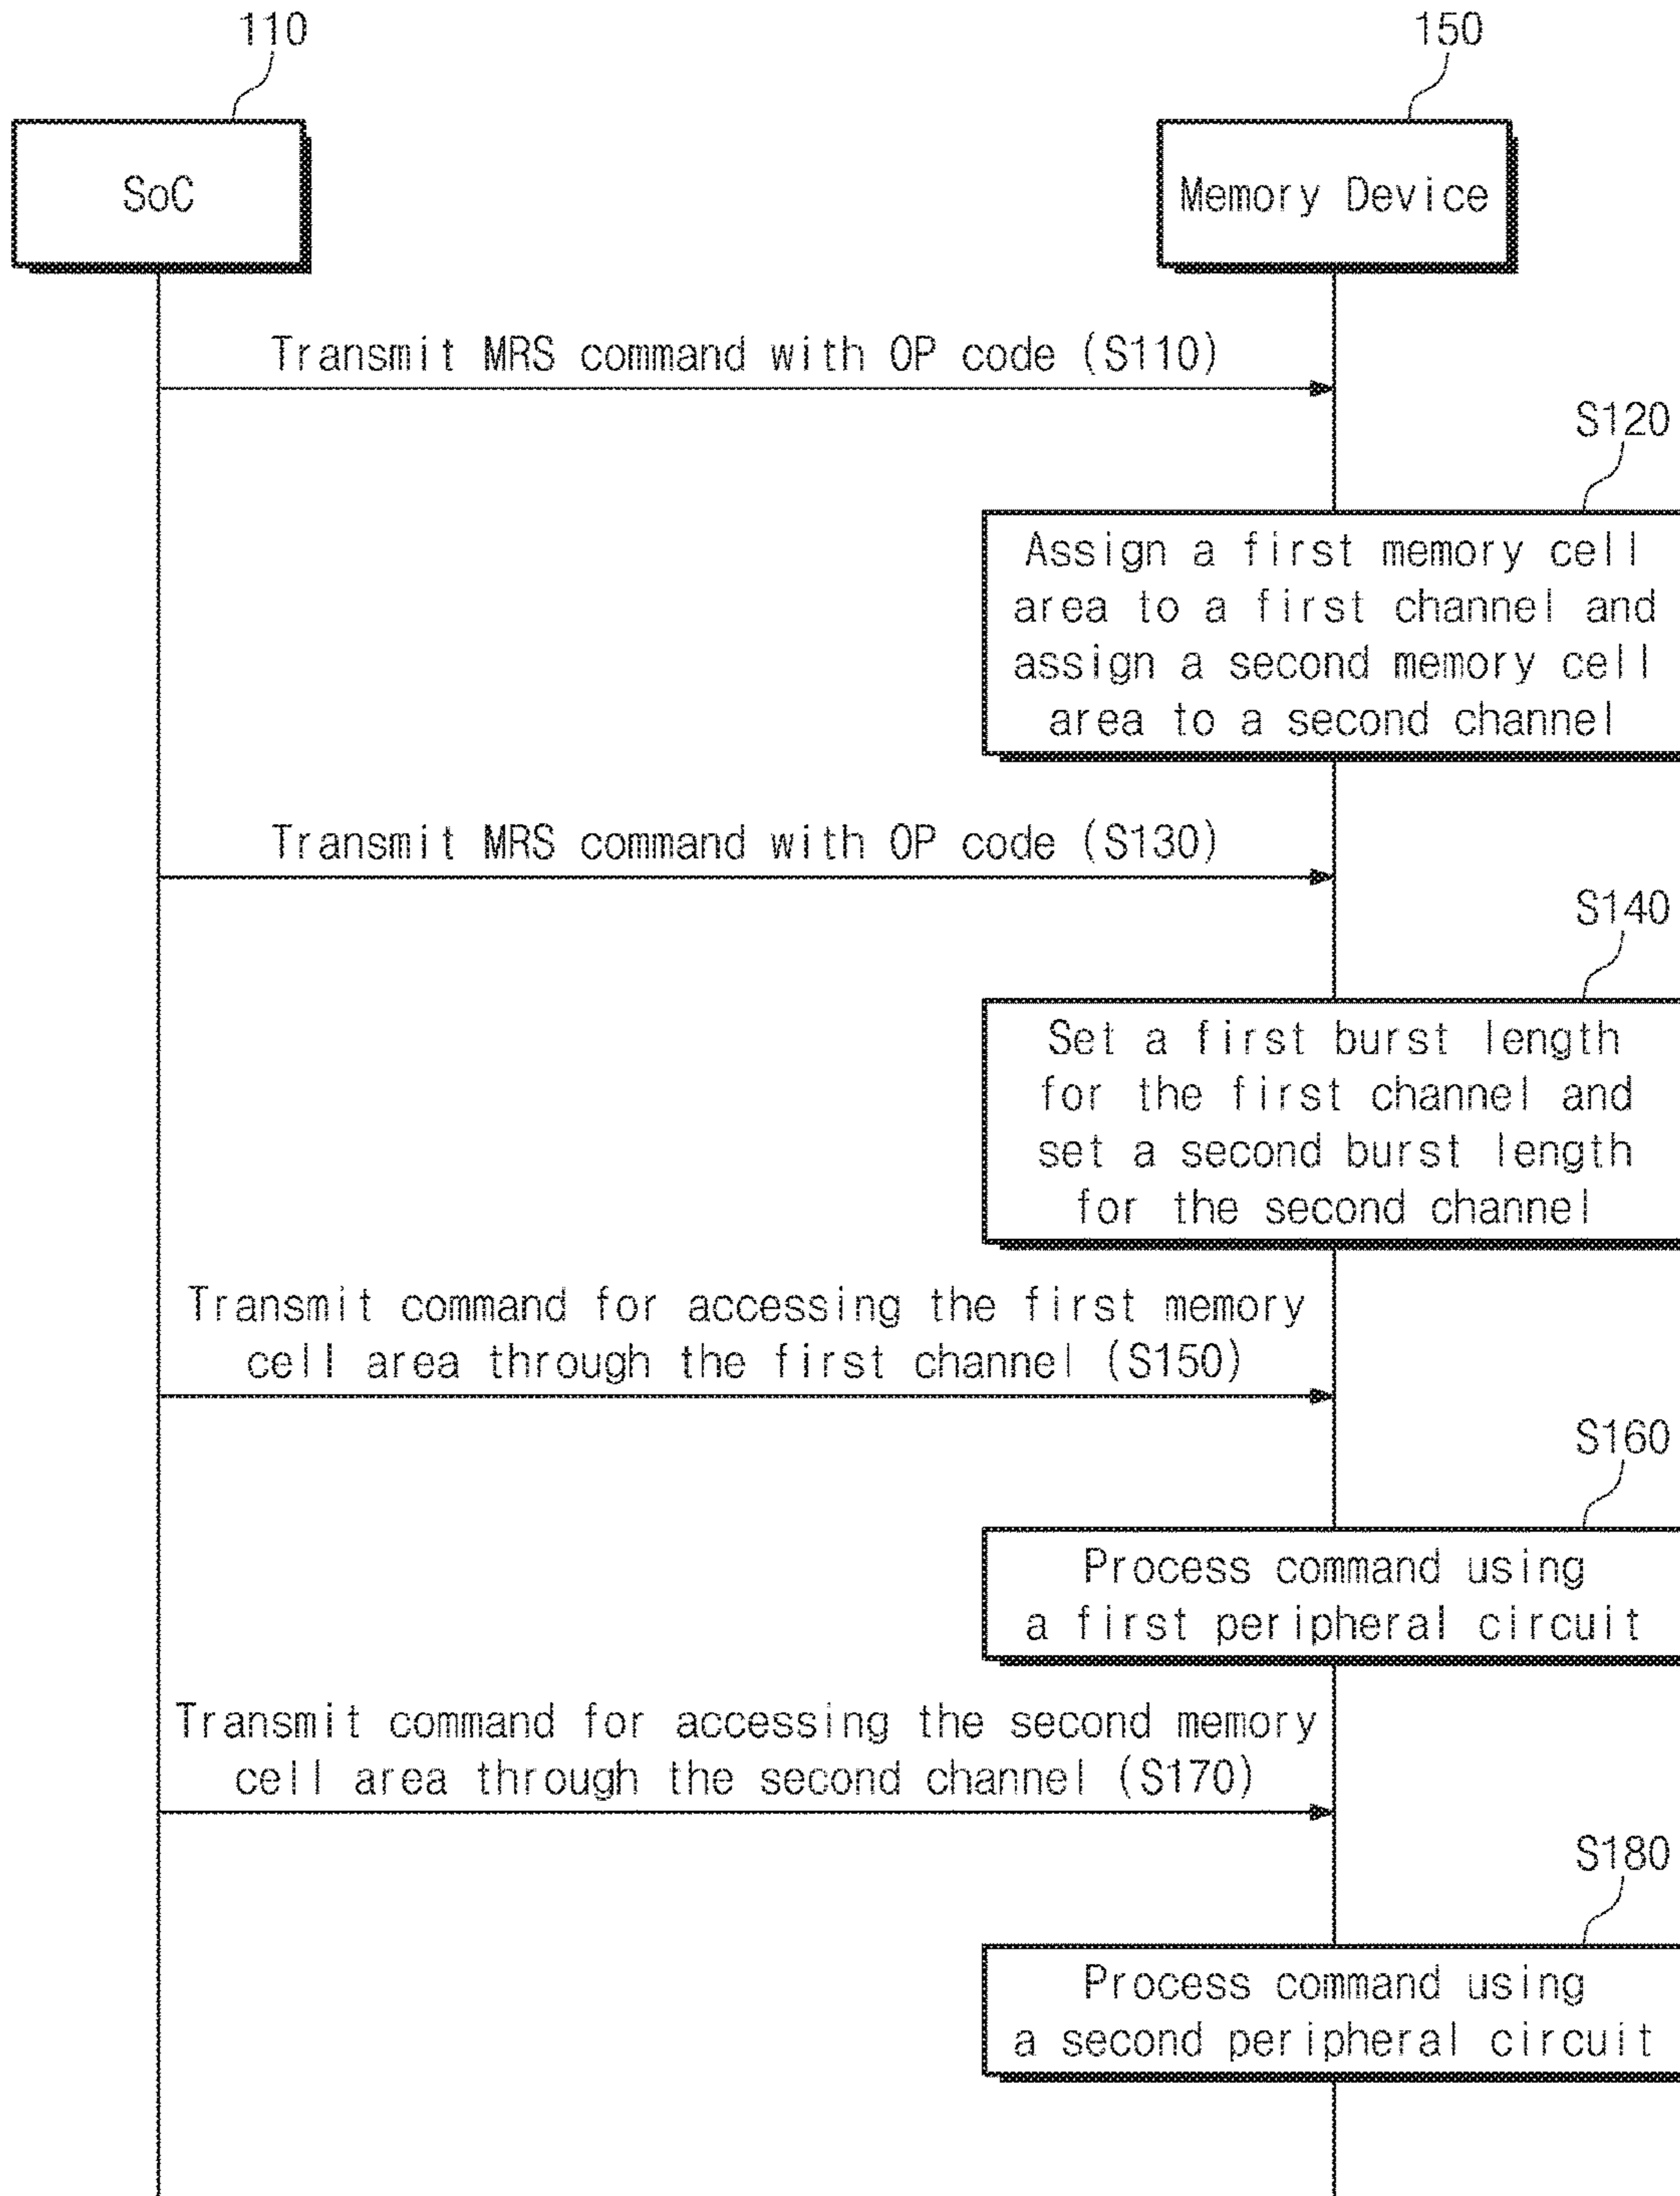 110
150
SoC
Memory Device
Transmit MRS command with OP code (S110)
S120
Assign a first memory cell
area to a first channel and
assign a second memory cell
area to a second channel
Transmit MRS command with OP code (S130)
S140
Set a first burst length
for the first channel and
set a second burst length
for the second channel
Transmit command for accessing the first memory
cell area through the first channel (S150)
S160
Process command using
a first peripheral circuit
Transmit command for accessing the second memory
cell area through the second channel (S170)
S180
Process command using
a second peripheral circuit